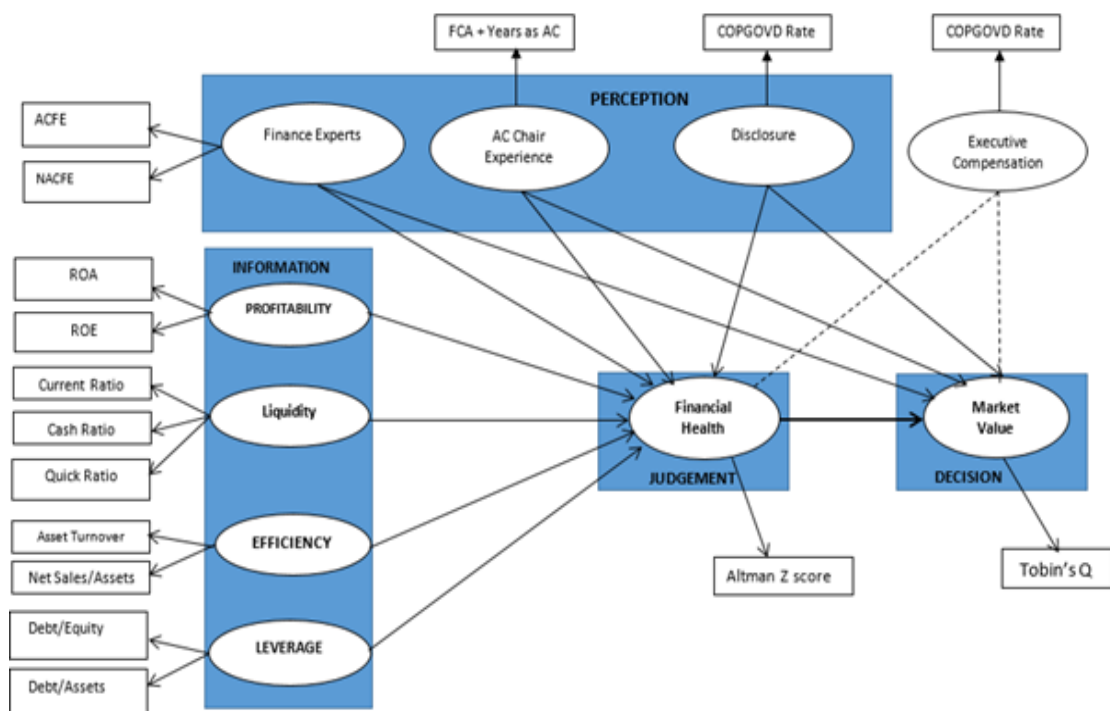 FCA + Years as AC
COPGOVD Rate
COPGOVD Rate
PERCEPTION
ACFE
NACFE
Finance Experts
AC Chair
Experience
Disclosure
Executive
Compensation
INFORMATION
ROA
ROE
PROFITABILITY
Current Ratio
Cash Ratio
Quick Ratio
Liquidity
Financial
Health
JUDGEMENT
Market
Value
DECISION
Asset Turnover
Net Sales/Assets
EFFICIENCY
Altman Z score
Tobin's Q
Debt/Equity
Debt/Assets
LEVERAGE